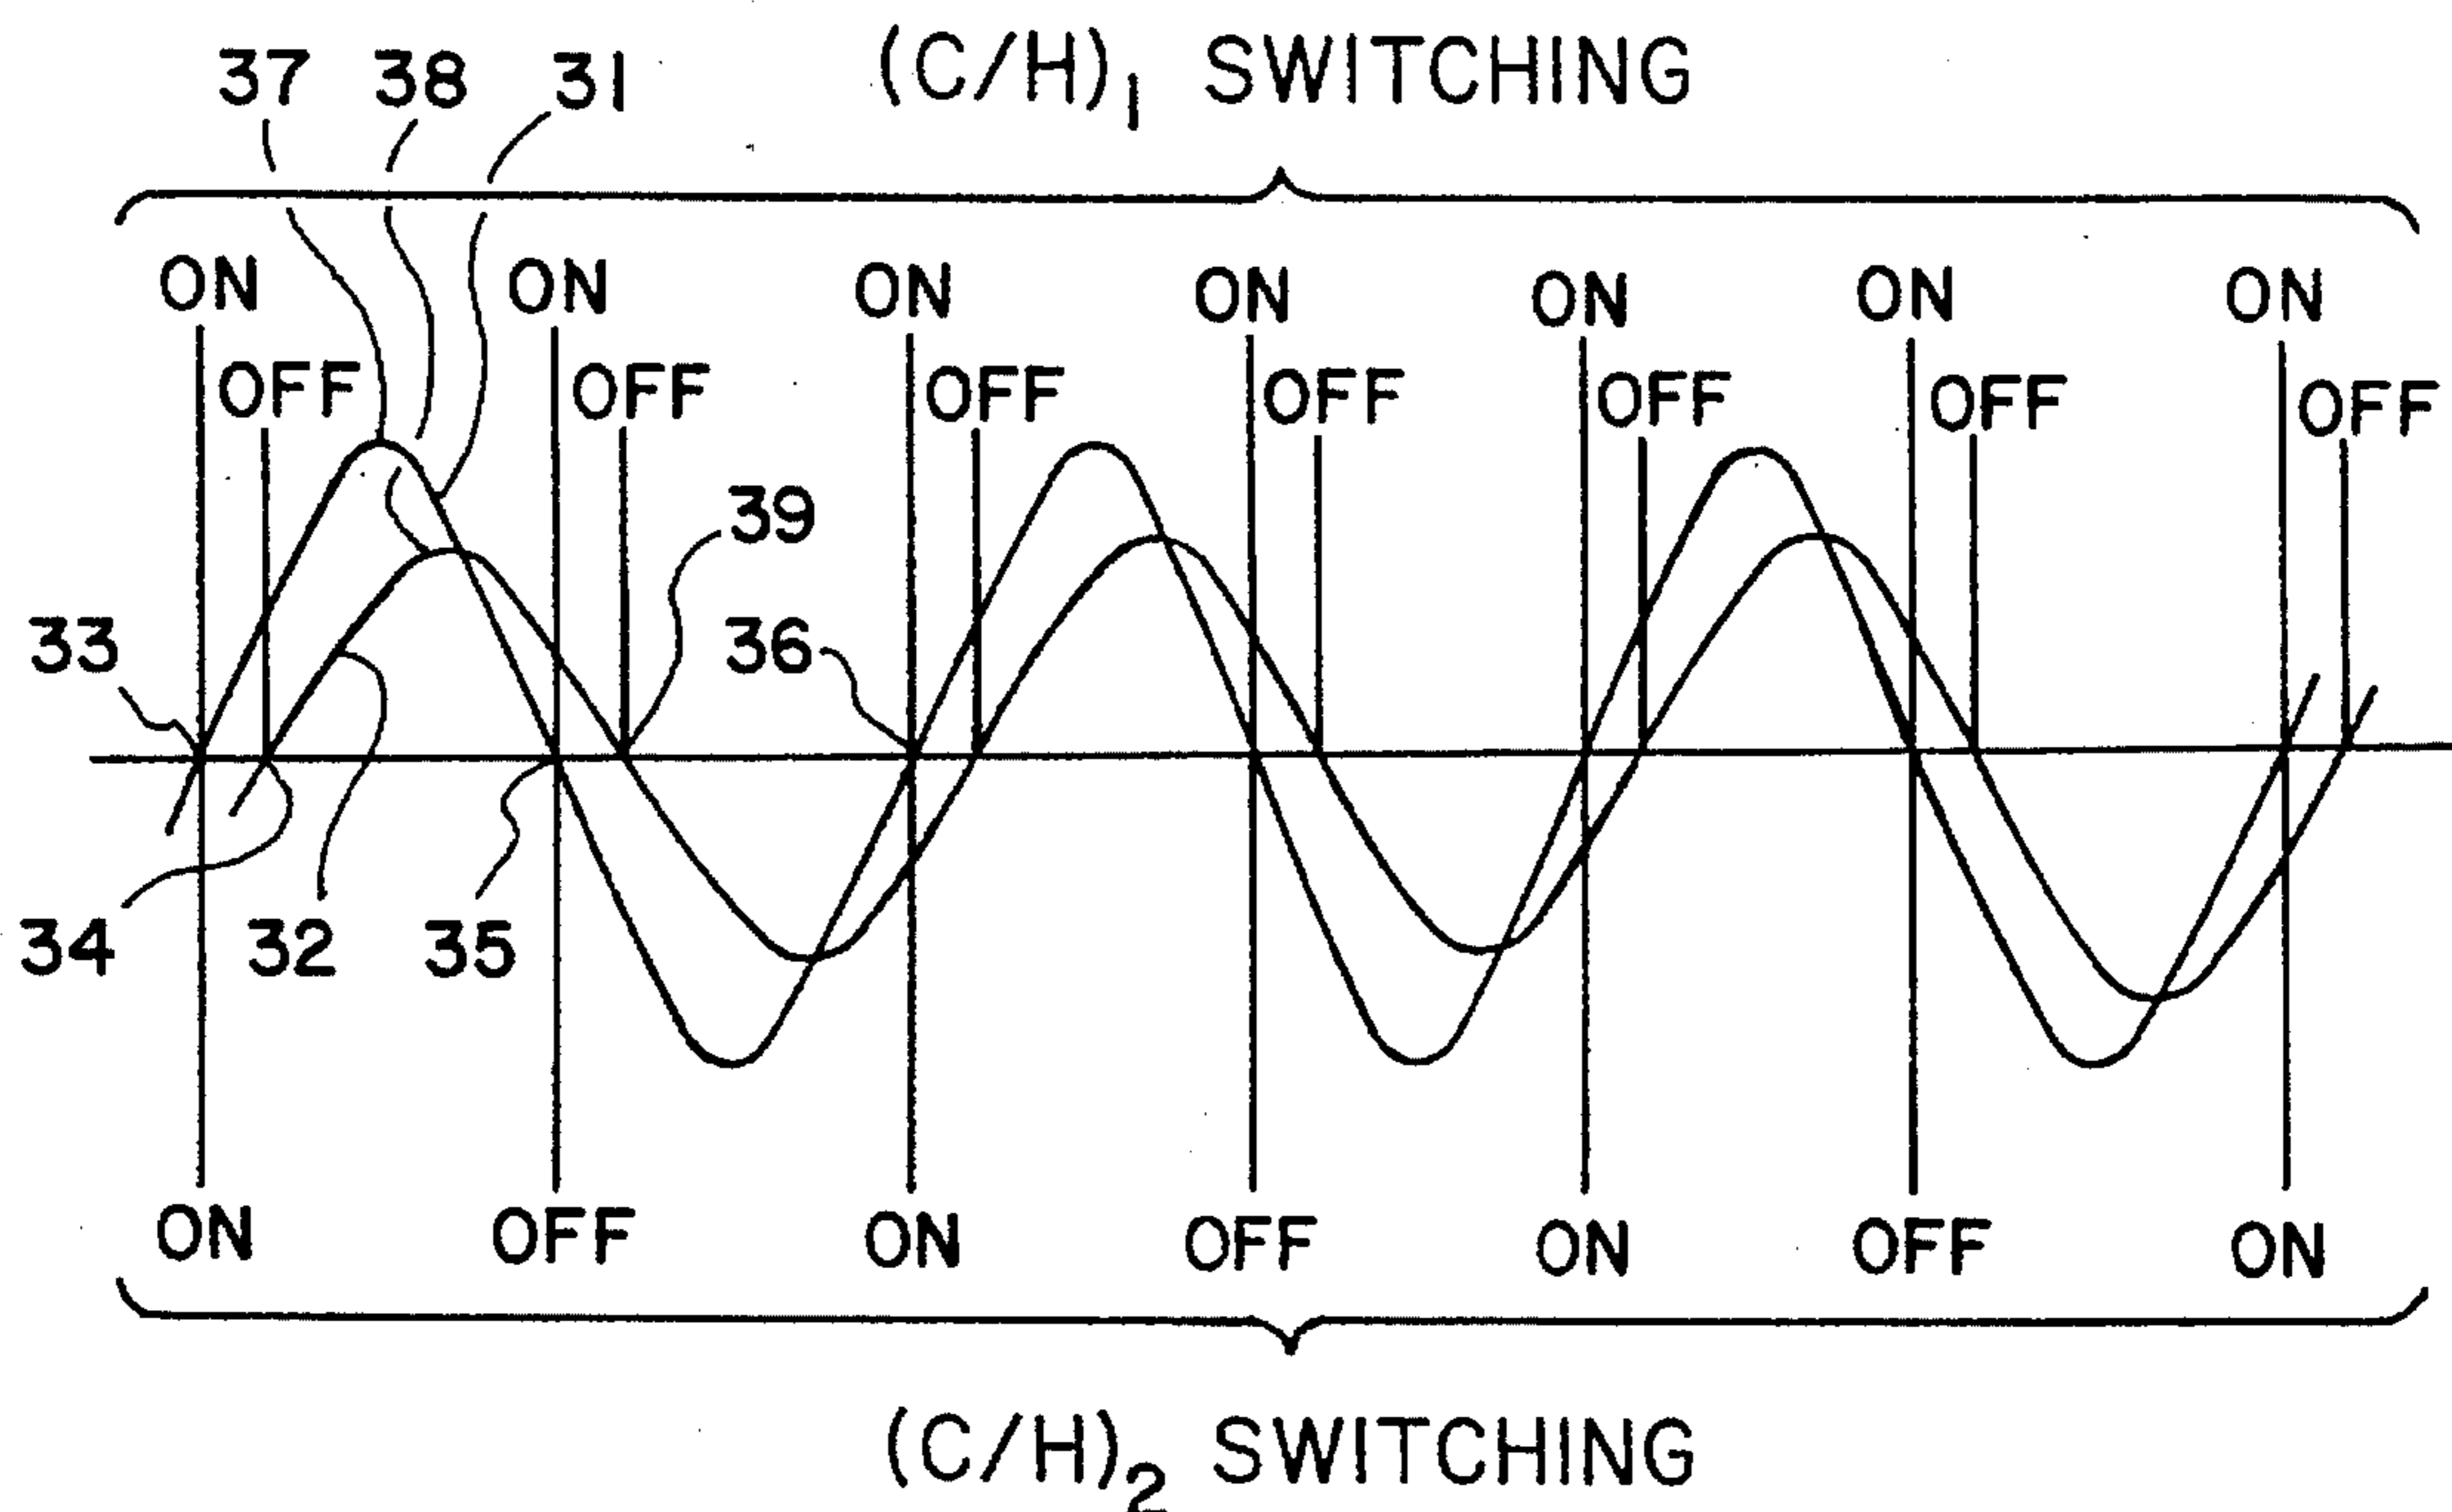 37 38 31 (C/H)₁ SWITCHING
ON ON ON ON ON ON ON
OFF OFF OFF OFF OFF OFF OFF
39
33 36
34 32 35
ON OFF ON OFF ON OFF ON
(C/H)₂ SWITCHING